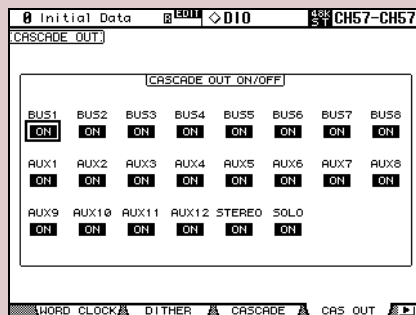 0 Initial Data EDIT ◇DIO 48K ST CH57-CH57
CASCADE OUT
CASCADE OUT ON/OFF
BUS1 BUS2 BUS3 BUS4 BUS5 BUS6 BUS7 BUS8
ON ON ON ON ON ON ON ON
AUX1 AUX2 AUX3 AUX4 AUX5 AUX6 AUX7 AUX8
ON ON ON ON ON ON ON ON
AUX9 AUX10 AUX11 AUX12 STEREO SOLO
ON ON ON ON ON ON
WORD CLOCK DITHER CASCADE CAS OUT